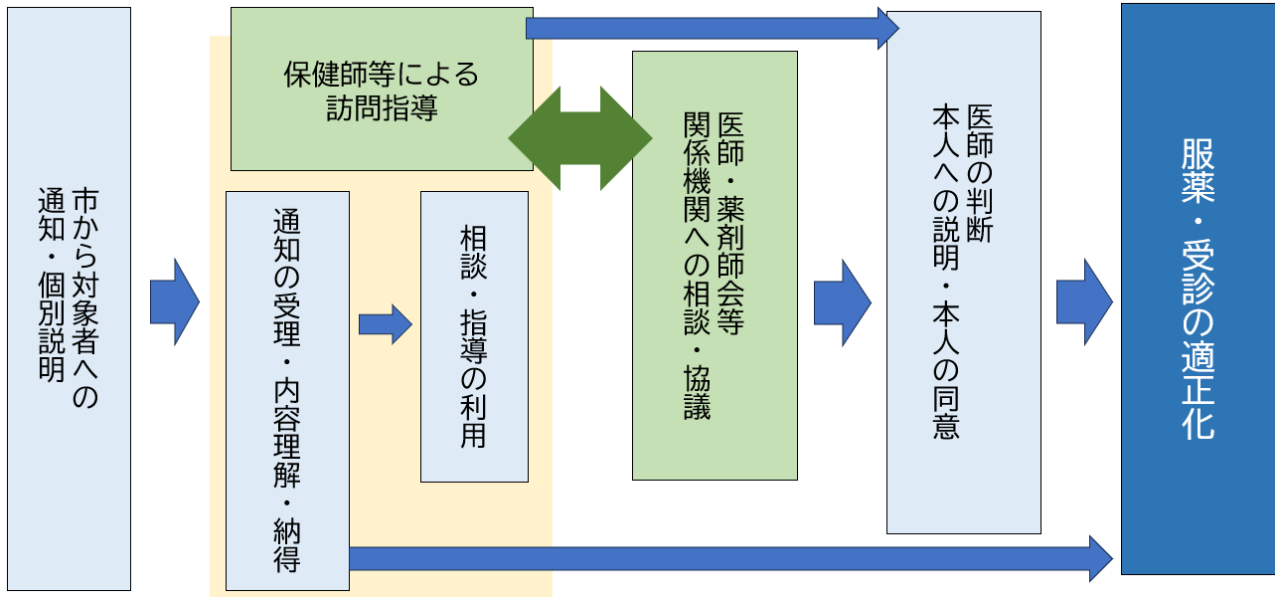 市から対象者への
通知・個別説明
保健師等による
訪問指導
通知の受理・内容理解・納得
相談・指導の利用
医師・薬剤師会等
関係機関への相談・協議
医師の判断
本人への説明・本人の同意
服薬・受診の適正化